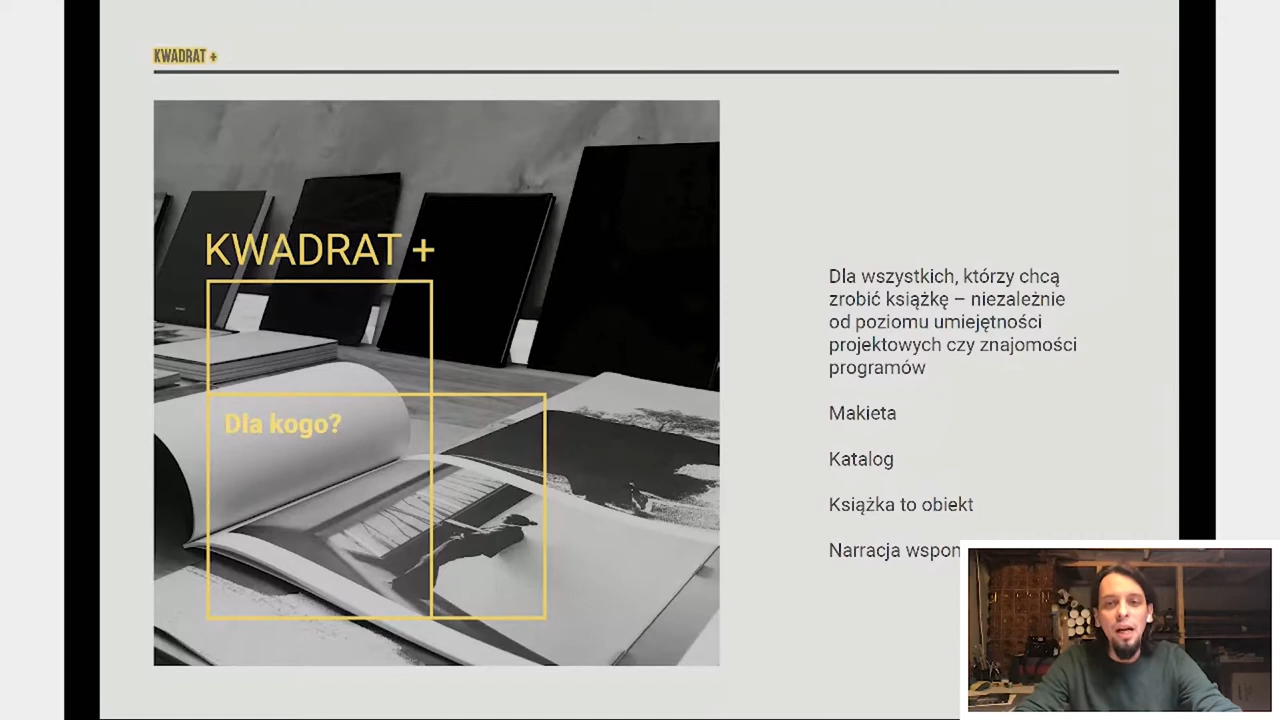 KWADRAT +
KWADRAT +
Dla kogo?
Dla wszystkich, którzy chcą
zrobić książkę – niezależnie
od poziomu umiejętności
projektowych czy znajomości
programów
Makieta
Katalog
Książka to obiekt
Narracja